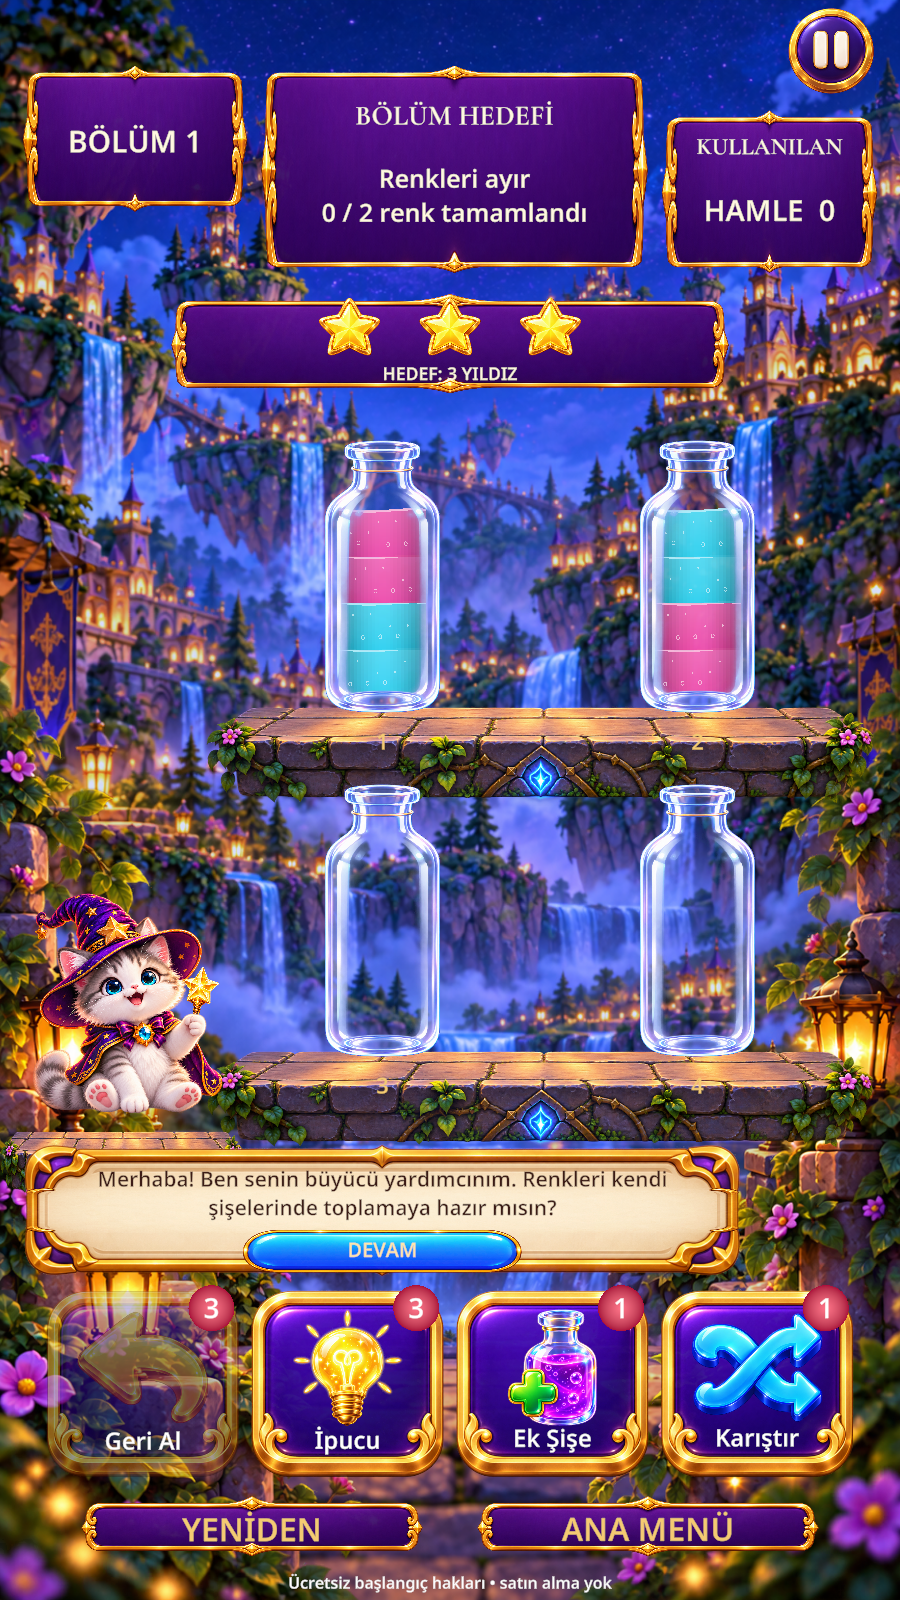 BÖLÜM 1
BÖLÜM HEDEFİ
Renkleri ayır
0 / 2 renk tamamlandı
KULLANILAN
HAMLE 0
HEDEF: 3 YILDIZ
1
2
3
4
Merhaba! Ben senin büyücü yardımcınım. Renkleri kendi
şişelerinde toplamaya hazır mısın?
DEVAM
3
3
1
1
Geri Al
İpucu
Ek Şişe
Karıştır
YENİDEN
ANA MENÜ
Ücretsiz başlangıç hakları • satın alma yok